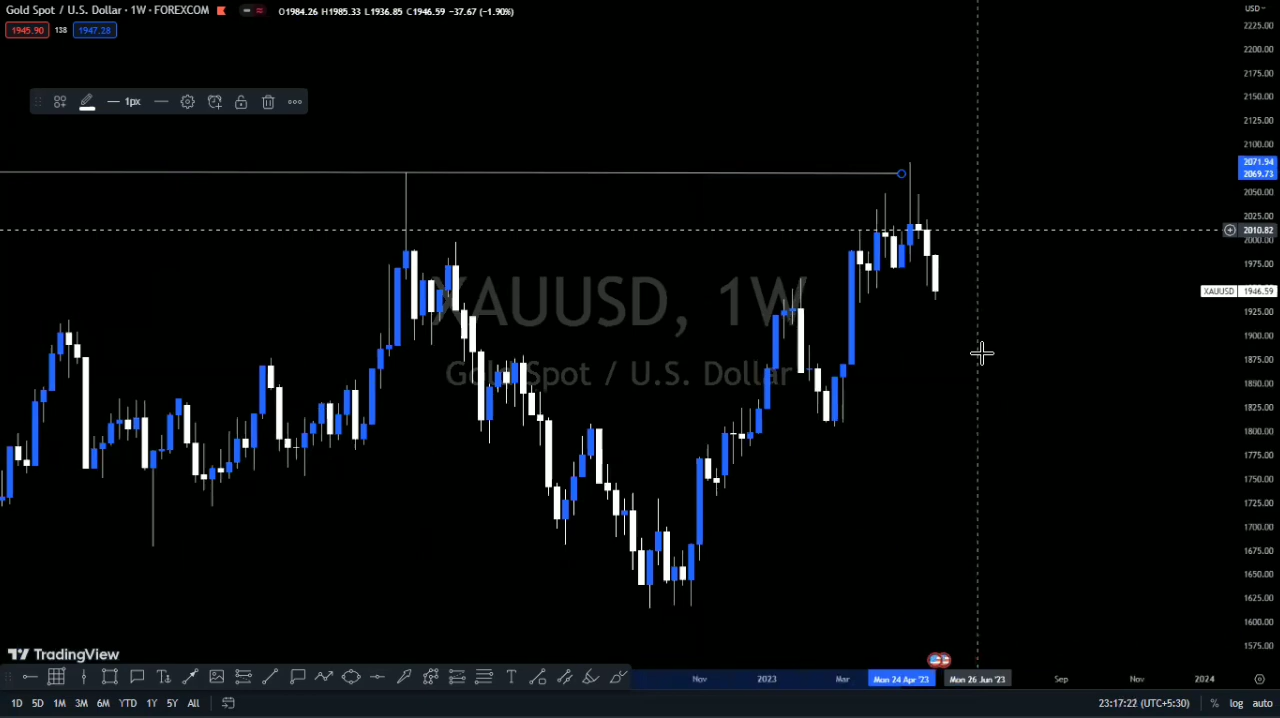 Gold Spot / U.S. Dollar · 1W · FOREXCOM O1984.26 H1985.33 L1936.85 C1946.59 −37.67 (−1.90%)
USD
1945.90 138 1947.28
1px
2225.00
2200.00
2175.00
2150.00
2125.00
2100.00
2071.94
2069.73
2050.00
2025.00
2010.82
2000.00
1975.00
XAUUSD 1946.59
1925.00
1900.00
1875.00
1850.00
1825.00
1800.00
1775.00
1750.00
1725.00
1700.00
1675.00
1650.00
1625.00
1600.00
1575.00
XAUUSD, 1W
Gold Spot / U.S. Dollar
TradingView
Nov 2023 Mar Mon 24 Apr '23 Mon 26 Jun '23 Sep Nov 2024
1D 5D 1M 3M 6M YTD 1Y 5Y All
23:17:22 (UTC+5:30) % log auto